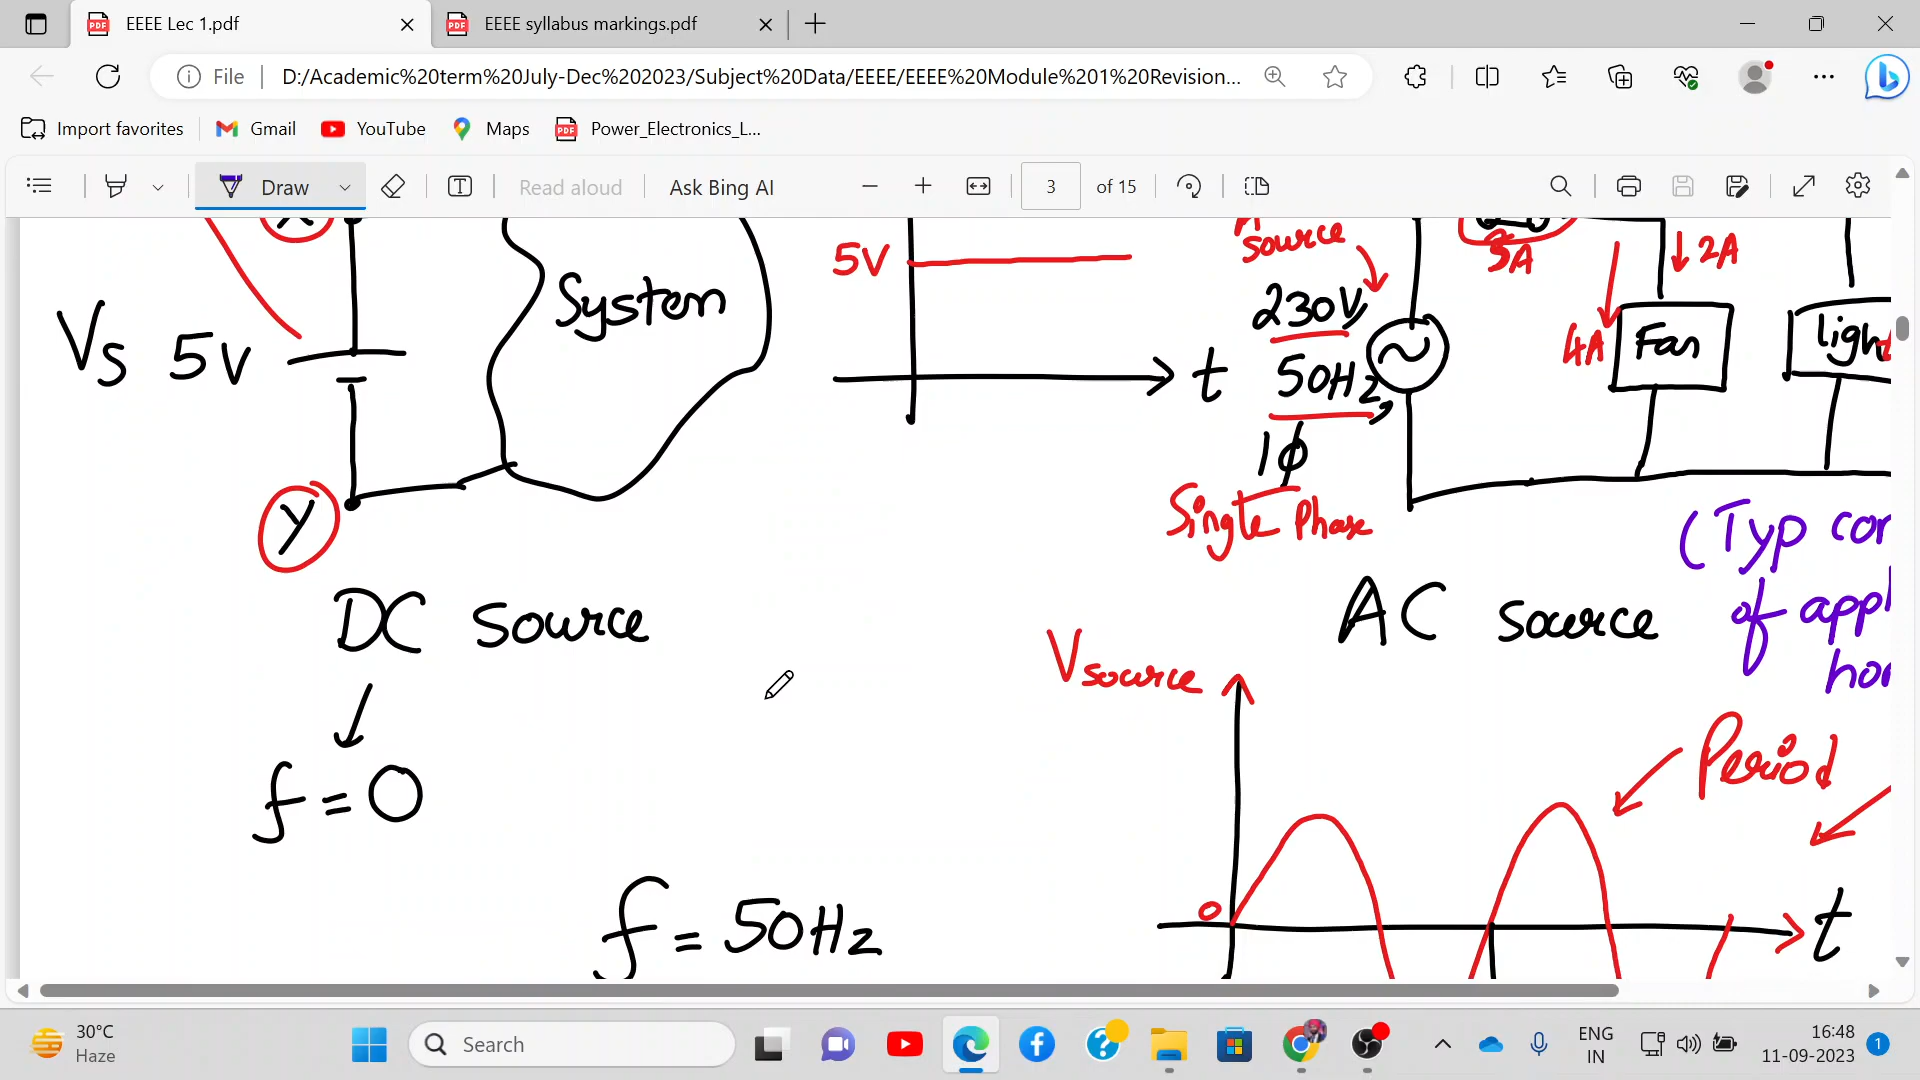 EEEE Lec 1.pdf
EEEE syllabus markings.pdf
File
D:/Academic%20term%20July-Dec%202023/Subject%20Data/EEEE/EEEE%20Module%201%20Revision...
Import favorites
Gmail
YouTube
Maps
Power_Electronics_L...
Draw
Read aloud
Ask Bing AI
3
of 15
X
System
Vs 5V
Y
DC source
f = 0
f = 50Hz
5V
t
source
230V,
50Hz,
1ϕ
Single Phase
3A
2A
4A
Fan
Ligh
AC source
(Typ con
of appl
hor
Vsource
Period
0
t
30°C
Haze
Search
ENG
IN
16:48
11-09-2023
1